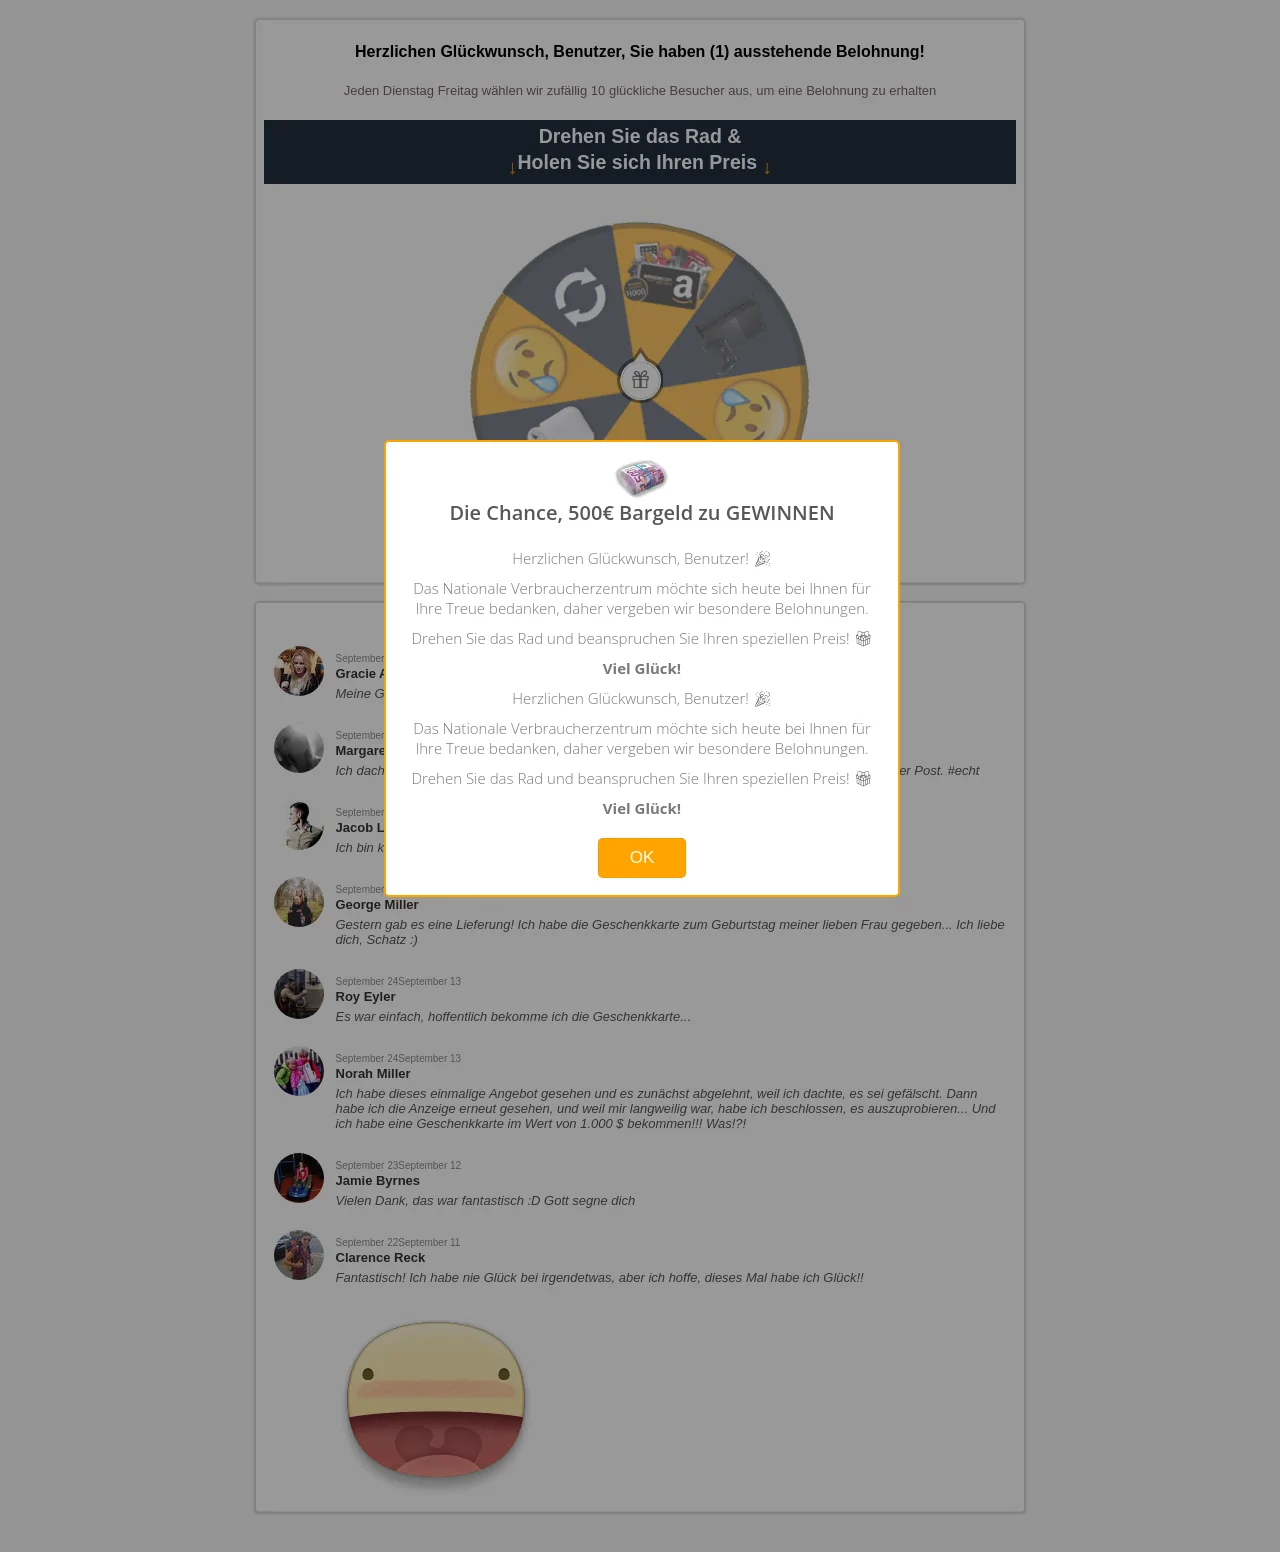 Herzlichen Glückwunsch, Benutzer, Sie haben (1) ausstehende Belohnung!
Jeden Dienstag Freitag wählen wir zufällig 10 glückliche Besucher aus, um eine Belohnung zu erhalten
Drehen Sie das Rad &
↓Holen Sie sich Ihren Preis ↓
Die Chance, 500€ Bargeld zu GEWINNEN
Herzlichen Glückwunsch, Benutzer! 🎉
Das Nationale Verbraucherzentrum möchte sich heute bei Ihnen für
Ihre Treue bedanken, daher vergeben wir besondere Belohnungen.
Drehen Sie das Rad und beanspruchen Sie Ihren speziellen Preis! 🎁
Viel Glück!
Herzlichen Glückwunsch, Benutzer! 🎉
Das Nationale Verbraucherzentrum möchte sich heute bei Ihnen für
Ihre Treue bedanken, daher vergeben wir besondere Belohnungen.
Drehen Sie das Rad und beanspruchen Sie Ihren speziellen Preis! 🎁
Viel Glück!
OK
September
Gracie
Meine
September
Ich
er Post. #echt
September
Jacob
Ich bin
September
George Miller
Gestern gab es eine Lieferung! Ich habe die Geschenkkarte zum Geburtstag meiner lieben Frau gegeben... Ich liebe
dich, Schatz :)
September 24September 13
Roy Eyler
Es war einfach, hoffentlich bekomme ich die Geschenkkarte...
September 24September 13
Norah Miller
Ich habe dieses einmalige Angebot gesehen und es zunächst abgelehnt, weil ich dachte, es sei gefälscht. Dann
habe ich die Anzeige erneut gesehen, und weil mir langweilig war, habe ich beschlossen, es auszuprobieren... Und
ich habe eine Geschenkkarte im Wert von 1.000 $ bekommen!!! Was!?!
September 23September 12
Jamie Byrnes
Vielen Dank, das war fantastisch :D Gott segne dich
September 22September 11
Clarence Reck
Fantastisch! Ich habe nie Glück bei irgendetwas, aber ich hoffe, dieses Mal habe ich Glück!!